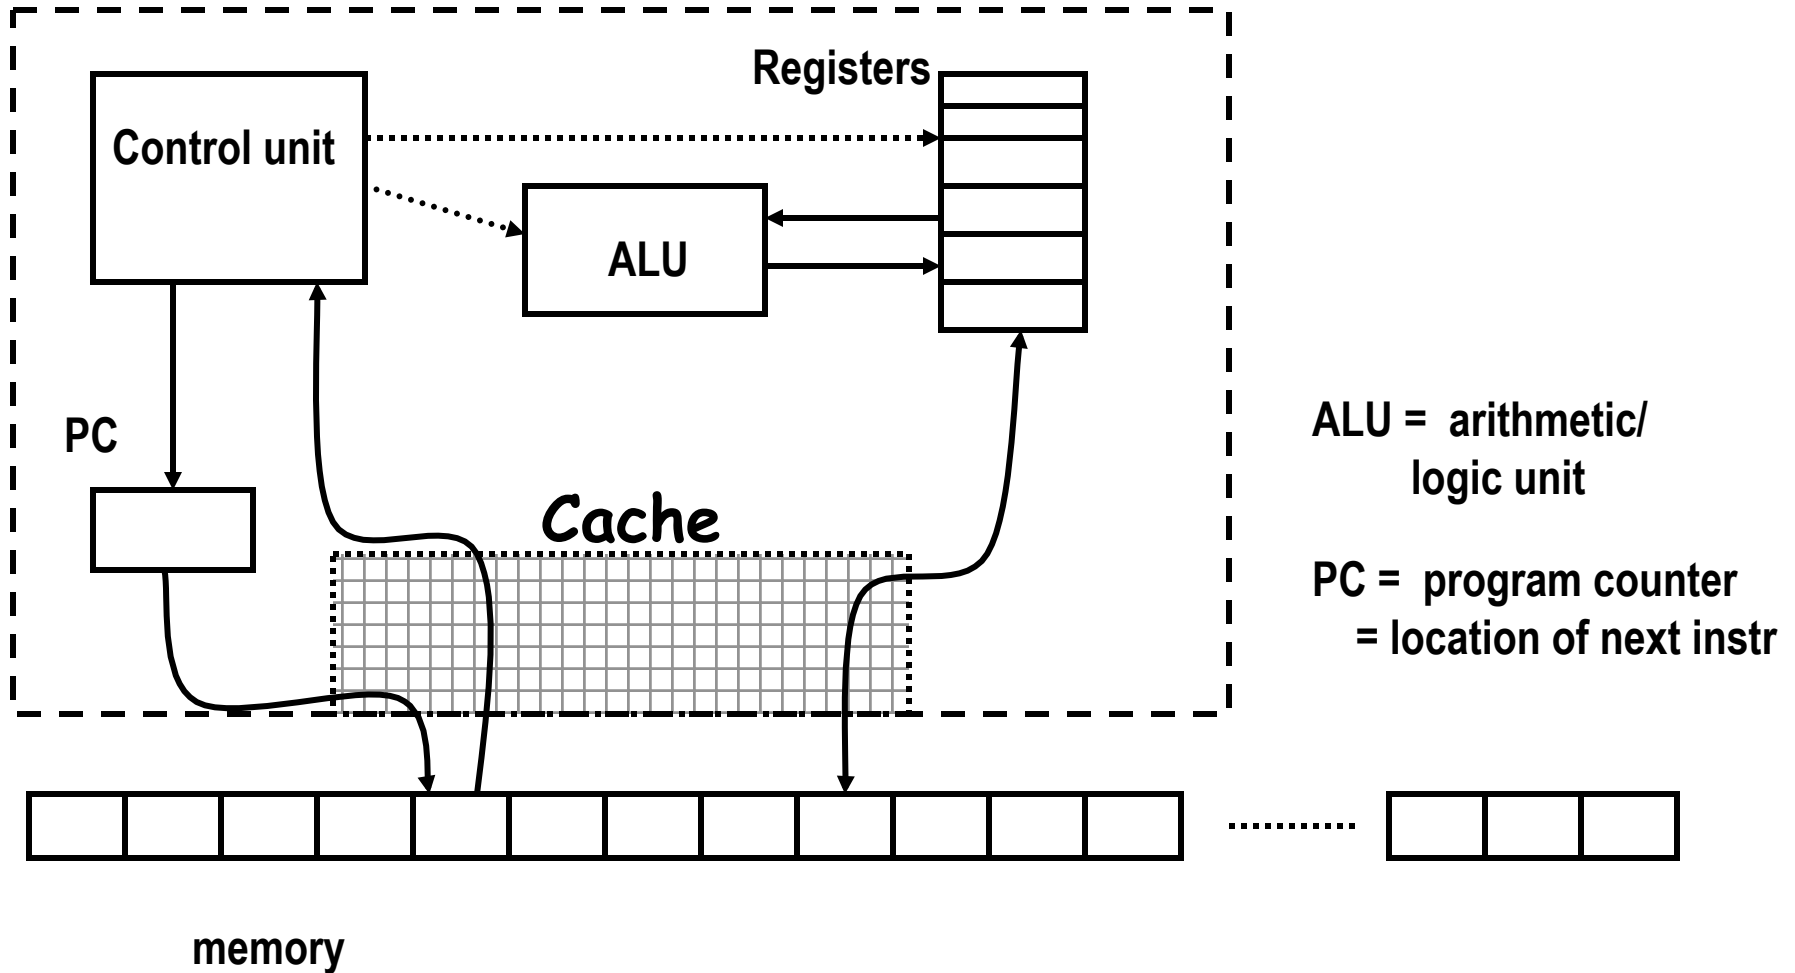 Registers
Control unit
ALU
PC
Cache
ALU = arithmetic/
logic unit
PC = program counter
= location of next instr
memory